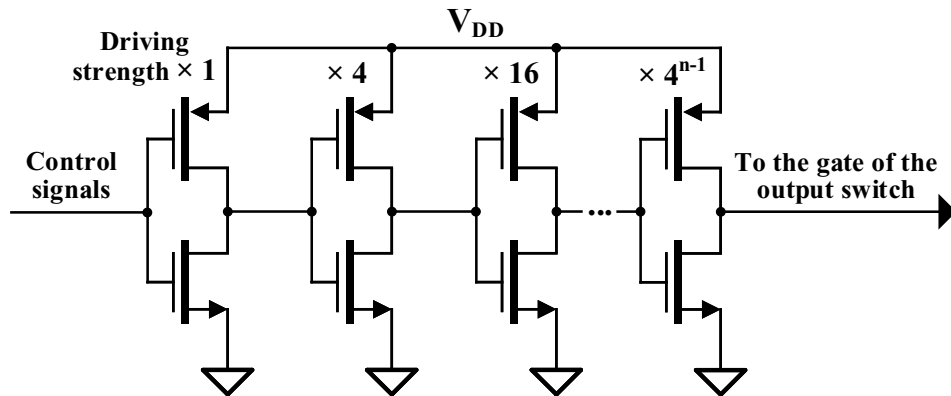 V_DD
Driving
strength × 1
× 4
× 16
× 4^{n-1}
Control
signals
To the gate of the
output switch
...